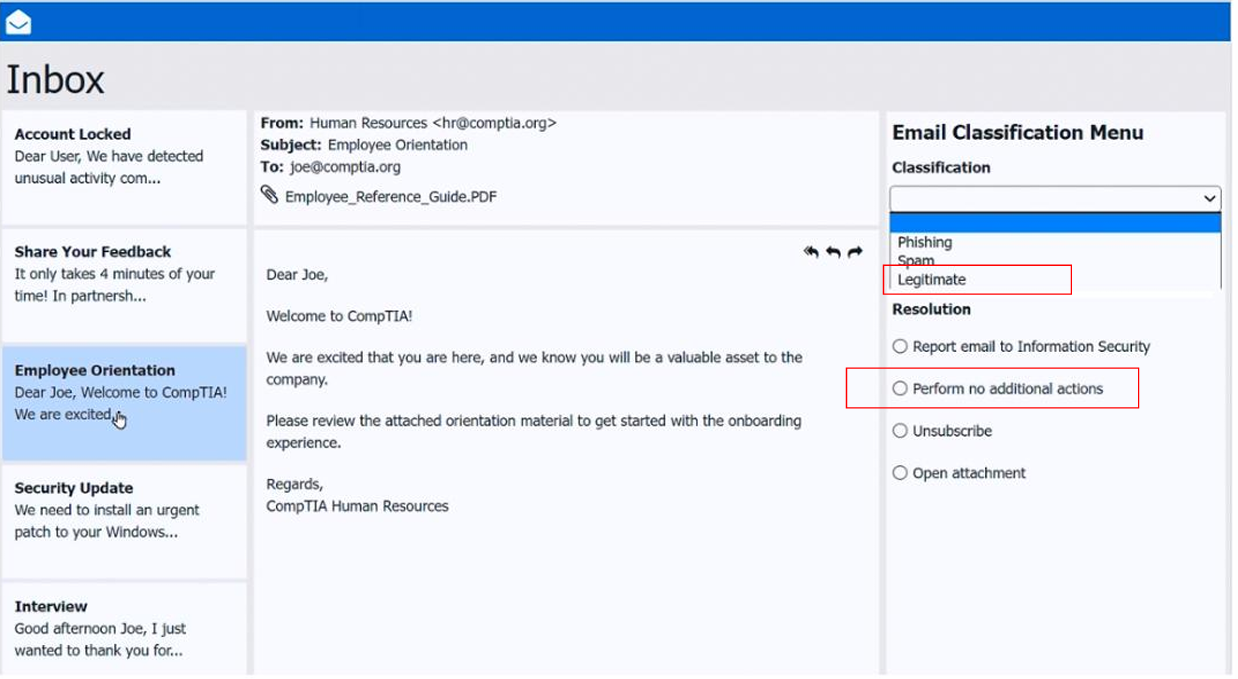 Inbox
Account Locked
Dear User, We have detected
unusual activity com...
Share Your Feedback
It only takes 4 minutes of your
time! In partnersh...
Employee Orientation
Dear Joe, Welcome to CompTIA!
We are excited
Security Update
We need to install an urgent
patch to your Windows...
Interview
Good afternoon Joe, I just
wanted to thank you for...
From: Human Resources <hr@comptia.org>
Subject: Employee Orientation
To: joe@comptia.org
Employee_Reference_Guide.PDF
Dear Joe,
Welcome to CompTIA!
We are excited that you are here, and we know you will be a valuable asset to the
company.
Please review the attached orientation material to get started with the onboarding
experience.
Regards,
CompTIA Human Resources
Email Classification Menu
Classification
Phishing
Spam
Legitimate
Resolution
Report email to Information Security
Perform no additional actions
Unsubscribe
Open attachment